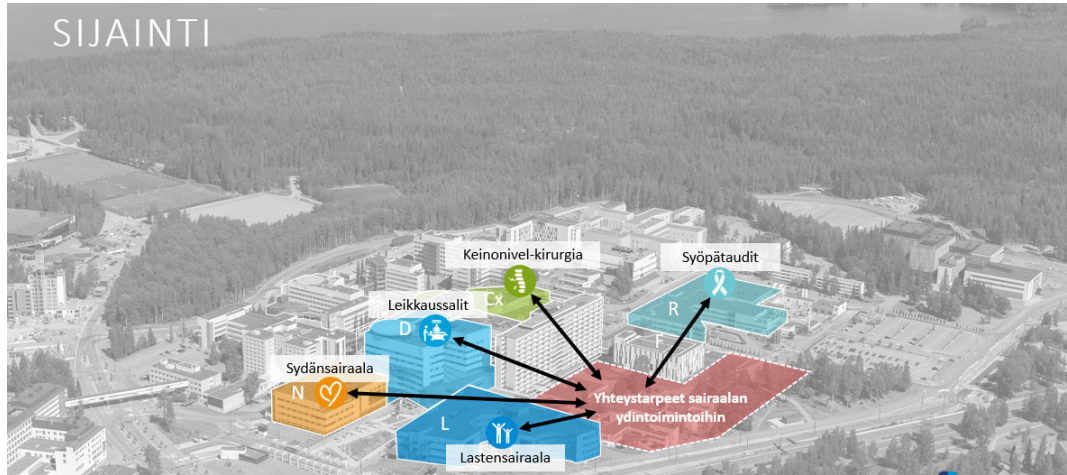 SIJAINTI
Keinonivel-kirurgia
Syöpätaudit
Cx
Leikkaussalit
R
D
F
Sydänsairaala
N
Yhteystarpeet sairaalan
ydintoimintoihin
L
Lastensairaala